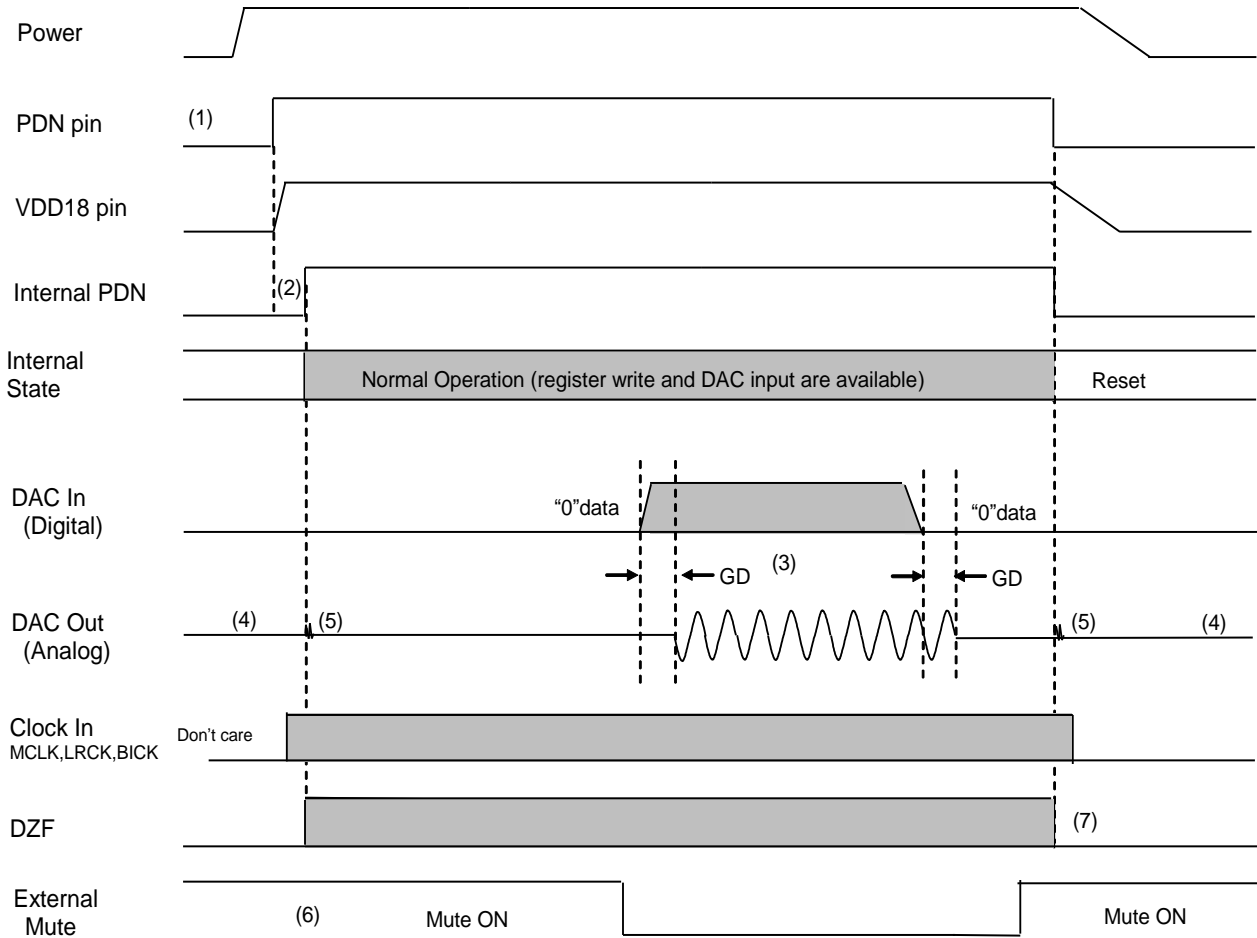 Power
PDN pin
(1)
VDD18 pin
Internal PDN
(2)
Internal
State
Normal Operation (register write and DAC input are available)
Reset
DAC In
(Digital)
“0”data
“0”data
(3)
GD
GD
DAC Out
(Analog)
(4)
(5)
(5)
(4)
Clock In
MCLK,LRCK,BICK
Don’t care
DZF
(7)
External
Mute
(6)
Mute ON
Mute ON